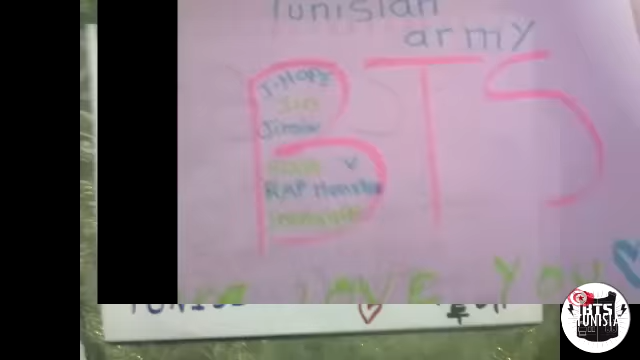 Tunisian
army
BTS
J-Hope
Jin
Jimin
V
RAP Monster
LOVE YOU
BTS
TUNISIA